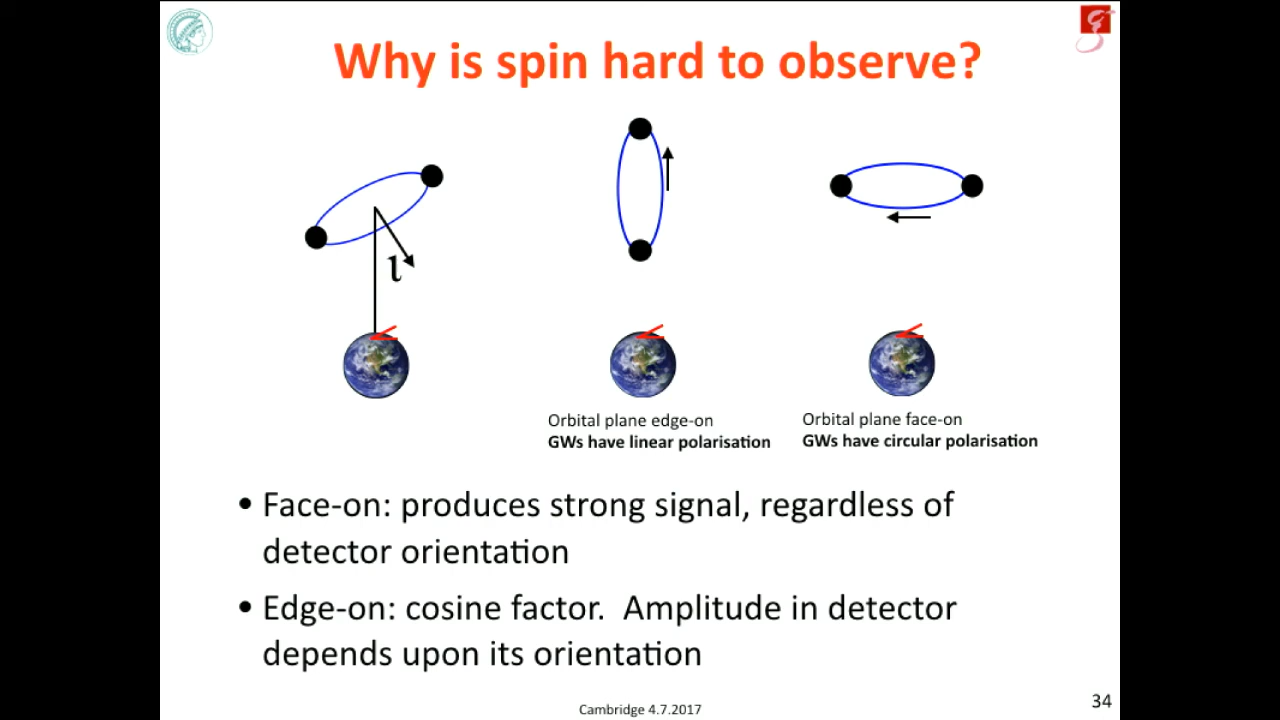 Why is spin hard to observe?
ι
Orbital plane edge-on
GWs have linear polarisation
Orbital plane face-on
GWs have circular polarisation
• Face-on: produces strong signal, regardless of
detector orientation
• Edge-on: cosine factor.  Amplitude in detector
depends upon its orientation
Cambridge 4.7.2017
34